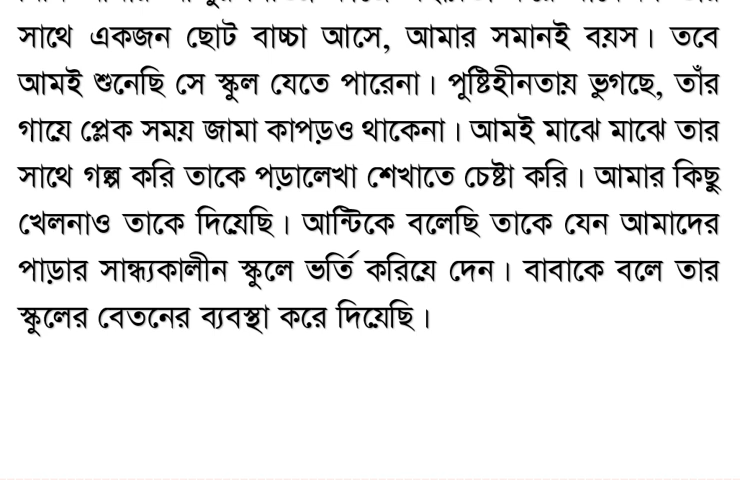 সাথে একজন ছোট বাচ্চা আসে, আমার সমানই বয়স। তবে
আমই শুনেছি সে স্কুল যেতে পারেনা। পুষ্টিহীনতায় ভুগছে, তাঁর
গায়ে প্লেক সময় জামা কাপড়ও থাকেনা। আমই মাঝে মাঝে তার
সাথে গল্প করি তাকে পড়ালেখা শেখাতে চেষ্টা করি। আমার কিছু
খেলনাও তাকে দিয়েছি। আন্টিকে বলেছি তাকে যেন আমাদের
পাড়ার সান্ধ্যকালীন স্কুলে ভর্তি করিয়ে দেন। বাবাকে বলে তার
স্কুলের বেতনের ব্যবস্থা করে দিয়েছি।